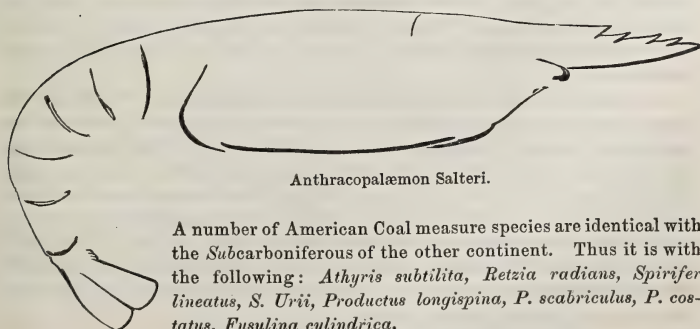 Anthracopalæmon Salteri.
A number of American Coal measure species are identical with
the Subcarboniferous of the other continent. Thus it is with
the following: Athyris subtilita, Retzia radians, Spirifer
lineatus, S. Urii, Productus longispina, P. scabriculus, P. cos-
tatus, Fusulina cylindrica.